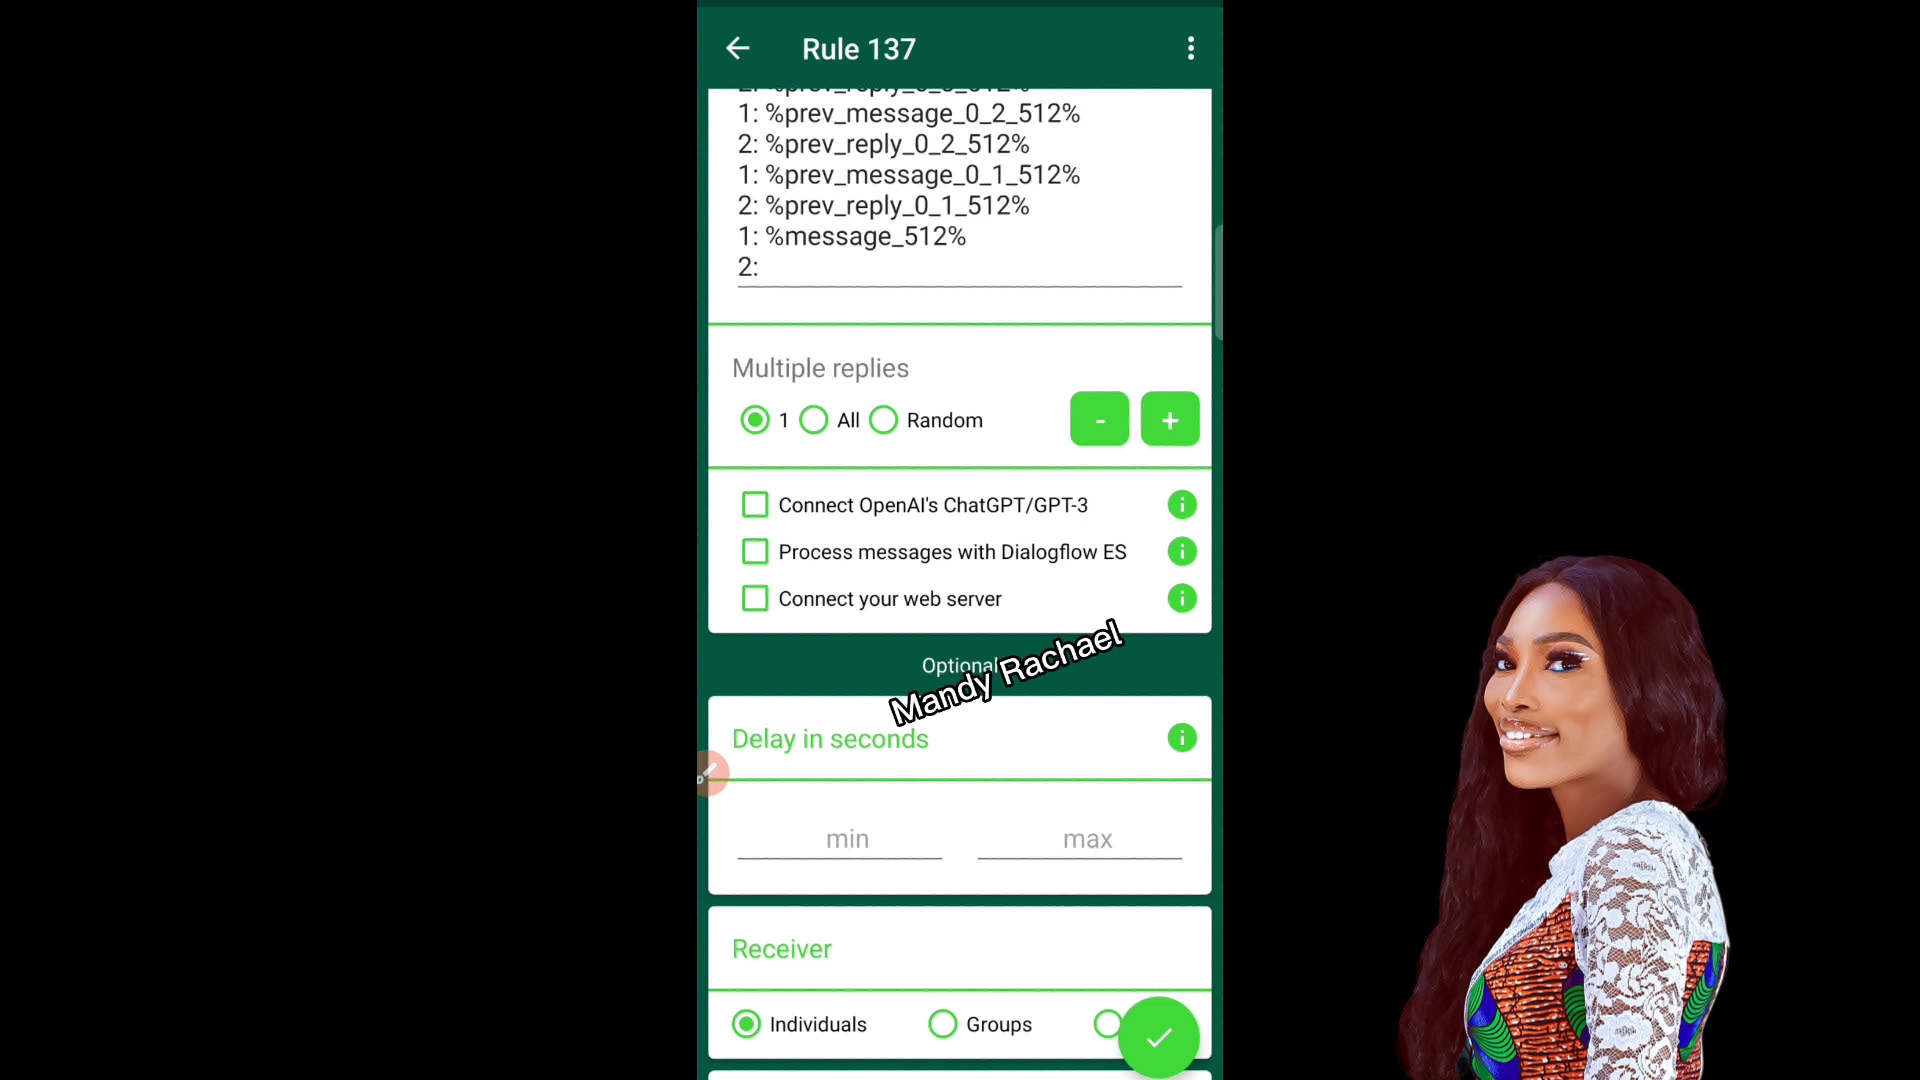 Rule 137
2: %prev_reply_0_3_512%
1: %prev_message_0_2_512%
2: %prev_reply_0_2_512%
1: %prev_message_0_1_512%
2: %prev_reply_0_1_512%
1: %message_512%
2:
Multiple replies
1 All Random - +
Connect OpenAI's ChatGPT/GPT-3 i
Process messages with Dialogflow ES i
Connect your web server i
Optional
Mandy Rachael
Delay in seconds i
min max
Receiver
Individuals Groups